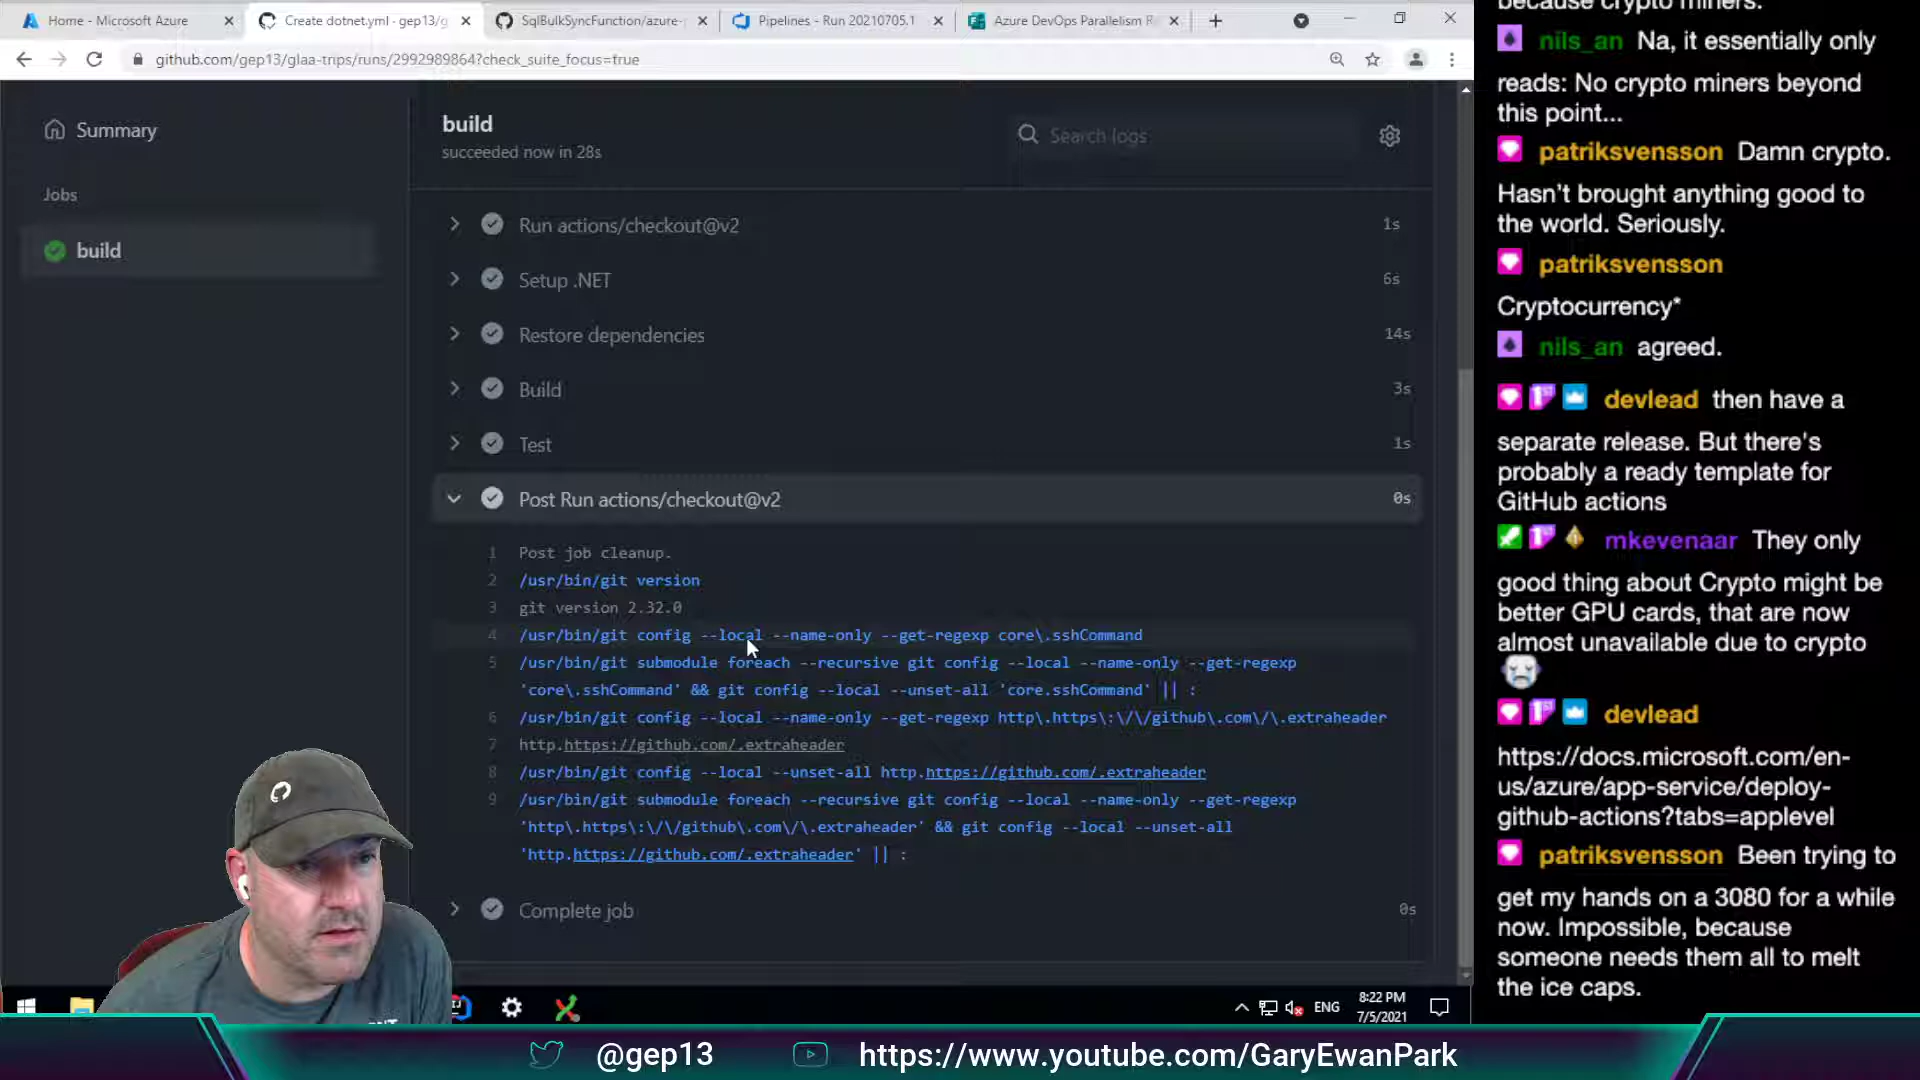 Home - Microsoft Azure
Create dotnet.yml · gep13/g
SqlBulkSyncFunction/azure-
Pipelines - Run 20210705.1
Azure DevOps Parallelism R
github.com/gep13/glaa-trips/runs/2992989864?check_suite_focus=true
Summary
Jobs
build
build
succeeded now in 28s
Search logs
Run actions/checkout@v2
1s
Setup .NET
6s
Restore dependencies
14s
Build
3s
Test
1s
Post Run actions/checkout@v2
0s
1 Post job cleanup.
2 /usr/bin/git version
3 git version 2.32.0
4 /usr/bin/git config --local --name-only --get-regexp core\.sshCommand
5 /usr/bin/git submodule foreach --recursive git config --local --name-only --get-regexp
'core\.sshCommand' && git config --local --unset-all 'core.sshCommand' || :
6 /usr/bin/git config --local --name-only --get-regexp http\.https\:\/\/github\.com\/\.extraheader
7 http.https://github.com/.extraheader
8 /usr/bin/git config --local --unset-all http.https://github.com/.extraheader
9 /usr/bin/git submodule foreach --recursive git config --local --name-only --get-regexp
'http\.https\:\/\/github\.com\/\.extraheader' && git config --local --unset-all
'http.https://github.com/.extraheader' || :
Complete job
0s
ENG
8:22 PM
7/5/2021
because crypto miners.
nils_an Na, it essentially only
reads: No crypto miners beyond
this point...
patriksvensson Damn crypto.
Hasn't brought anything good to
the world. Seriously.
patriksvensson
Cryptocurrency*
nils_an agreed.
devlead then have a
separate release. But there's
probably a ready template for
GitHub actions
mkevenaar They only
good thing about Crypto might be
better GPU cards, that are now
almost unavailable due to crypto
devlead
https://docs.microsoft.com/en-
us/azure/app-service/deploy-
github-actions?tabs=applevel
patriksvensson Been trying to
get my hands on a 3080 for a while
now. Impossible, because
someone needs them all to melt
the ice caps.
@gep13
https://www.youtube.com/GaryEwanPark